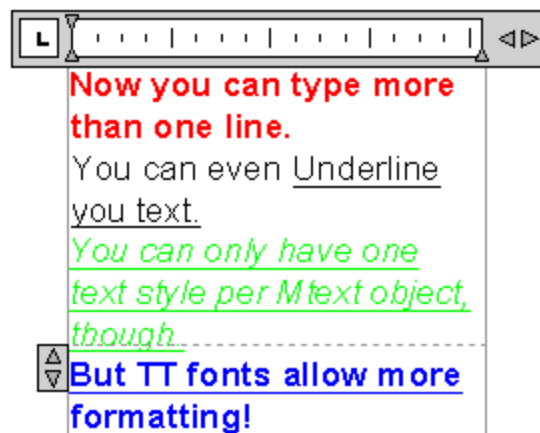 Now you can type more
than one line.
You can even Underline
you text.
You can only have one
text style per Mtext object,
though.
But TT fonts allow more
formatting!